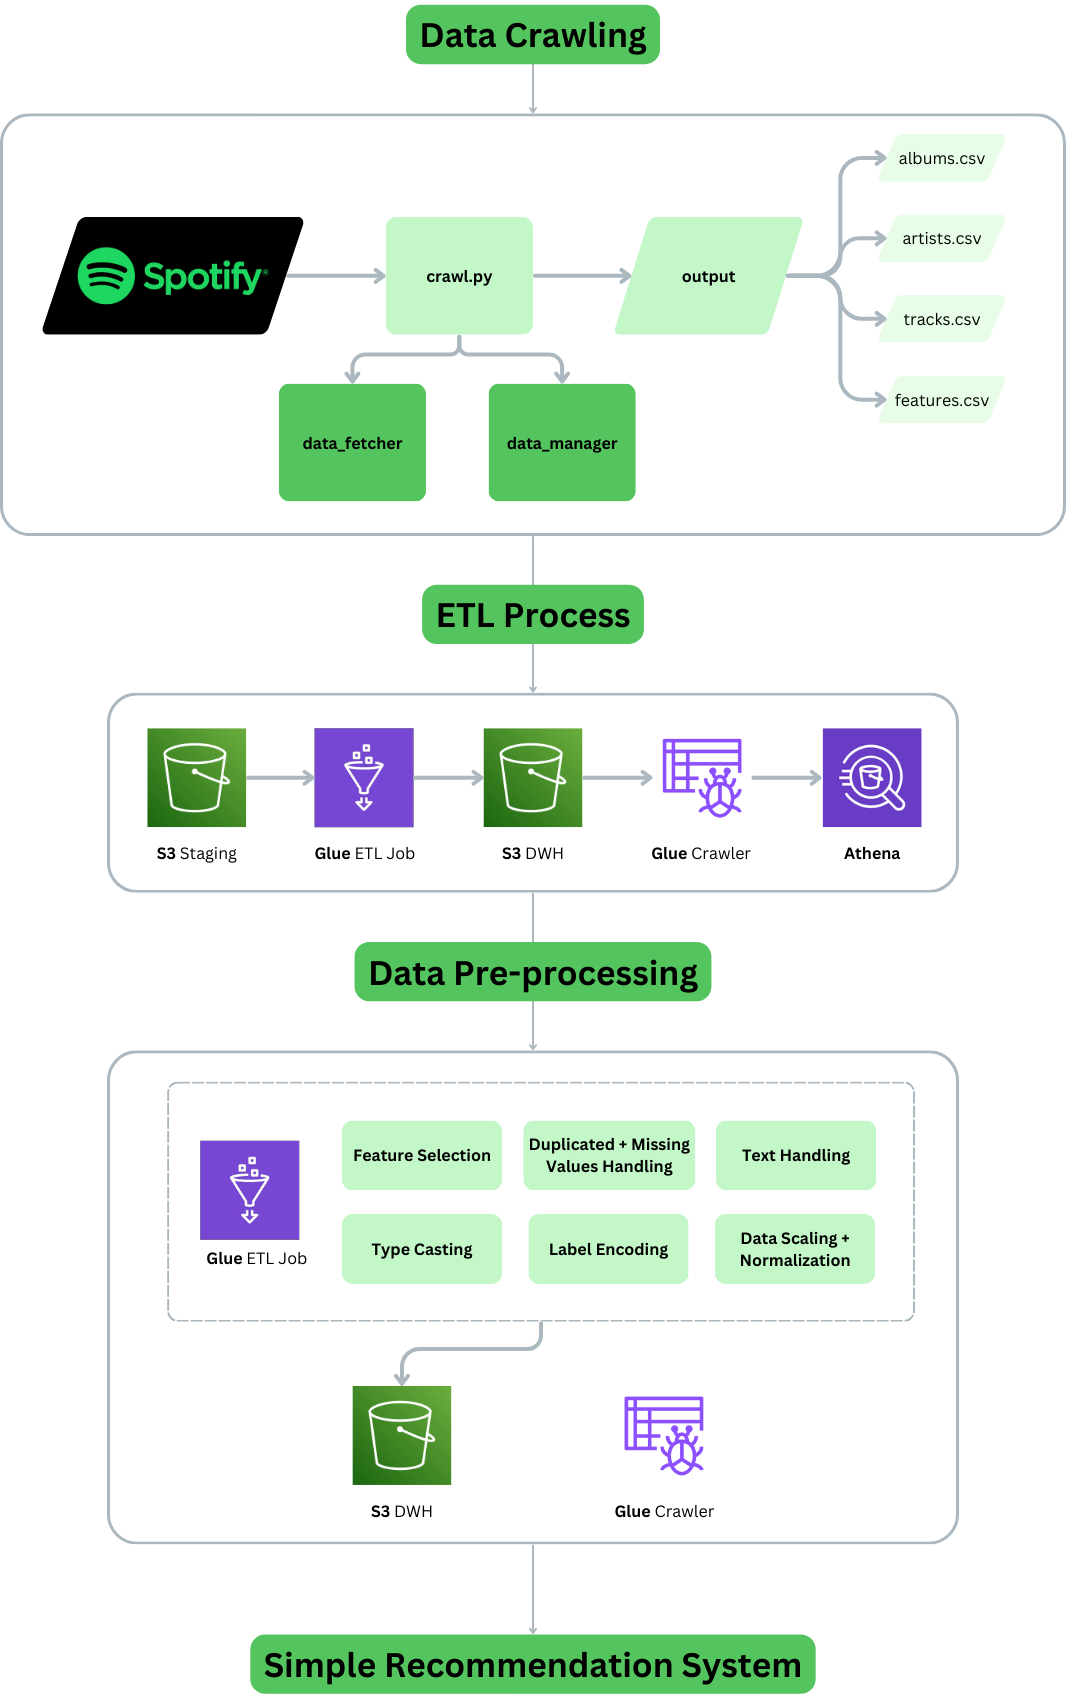 Data Crawling
Spotify®
crawl.py
output
albums.csv
artists.csv
tracks.csv
features.csv
data_fetcher
data_manager
ETL Process
S3 Staging
Glue ETL Job
S3 DWH
Glue Crawler
Athena
Data Pre-processing
Glue ETL Job
Feature Selection
Duplicated + Missing
Values Handling
Text Handling
Type Casting
Label Encoding
Data Scaling +
Normalization
S3 DWH
Glue Crawler
Simple Recommendation System